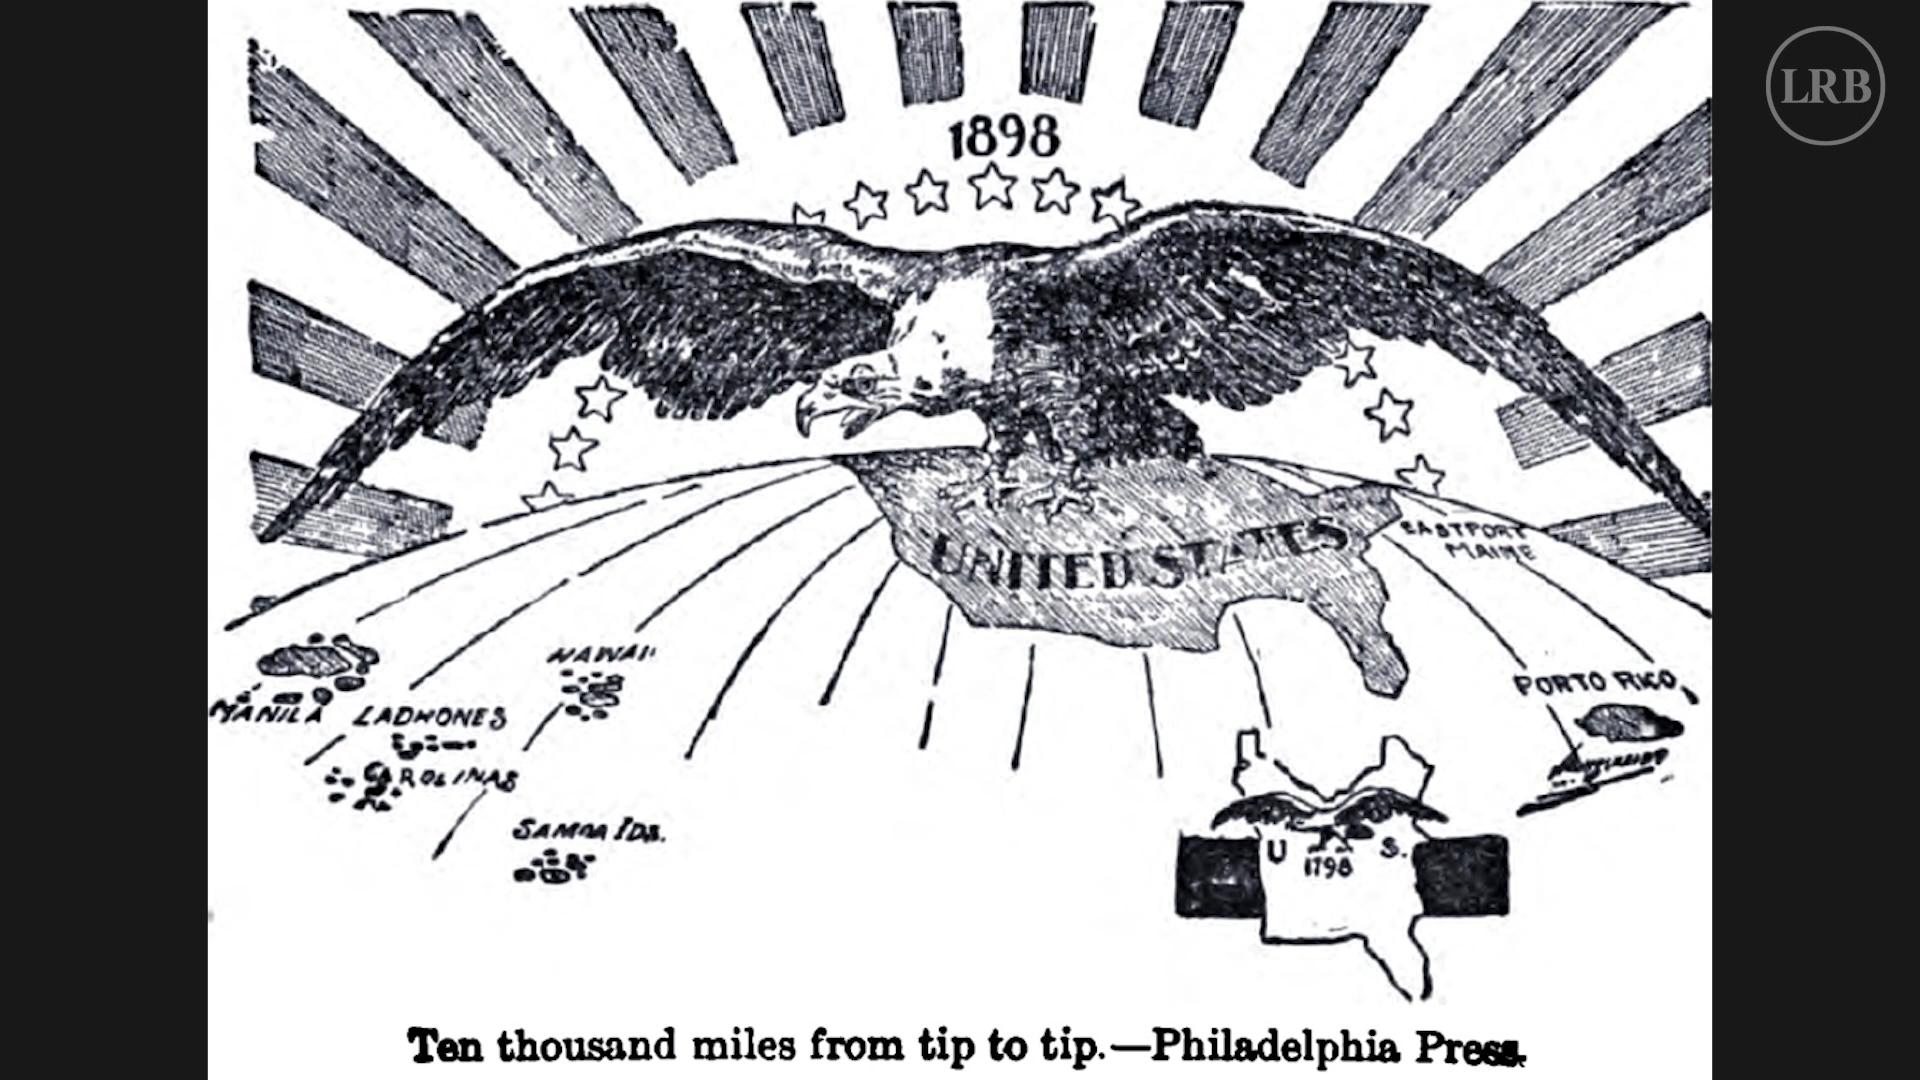 LRB
1898
UNITED STATES
EASTPORT
MAINE
HAWAII
MANILA
LADRONES
CAROLINAS
SAMOA IDS.
PORTO RICO
U S.
1798
Ten thousand miles from tip to tip.—Philadelphia Press.